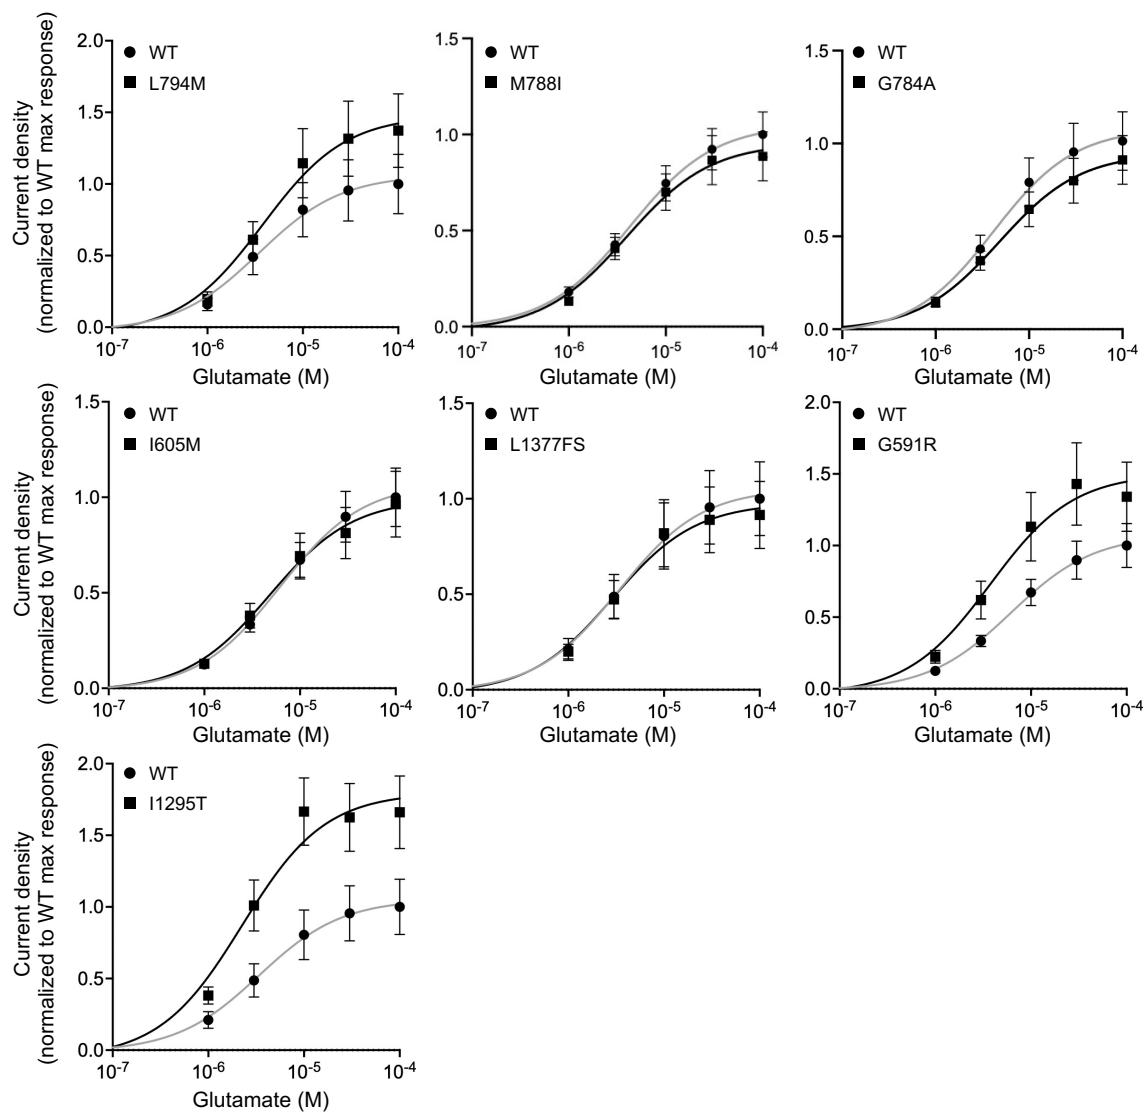 Current density
(normalized to WT max response)
2.0
1.5
1.0
0.5
0.0
WT
L794M
10-7
10-6
10-5
10-4
Glutamate (M)
1.5
1.0
0.5
0.0
WT
M788I
10-7
10-6
10-5
10-4
Glutamate (M)
1.5
1.0
0.5
0.0
WT
G784A
10-7
10-6
10-5
10-4
Glutamate (M)
Current density
(normalized to WT max response)
1.5
1.0
0.5
0.0
WT
I605M
10-7
10-6
10-5
10-4
Glutamate (M)
1.5
1.0
0.5
0.0
WT
L1377FS
10-7
10-6
10-5
10-4
Glutamate (M)
2.0
1.5
1.0
0.5
0.0
WT
G591R
10-7
10-6
10-5
10-4
Glutamate (M)
Current density
(normalized to WT max response)
2.0
1.5
1.0
0.5
0.0
WT
I1295T
10-7
10-6
10-5
10-4
Glutamate (M)